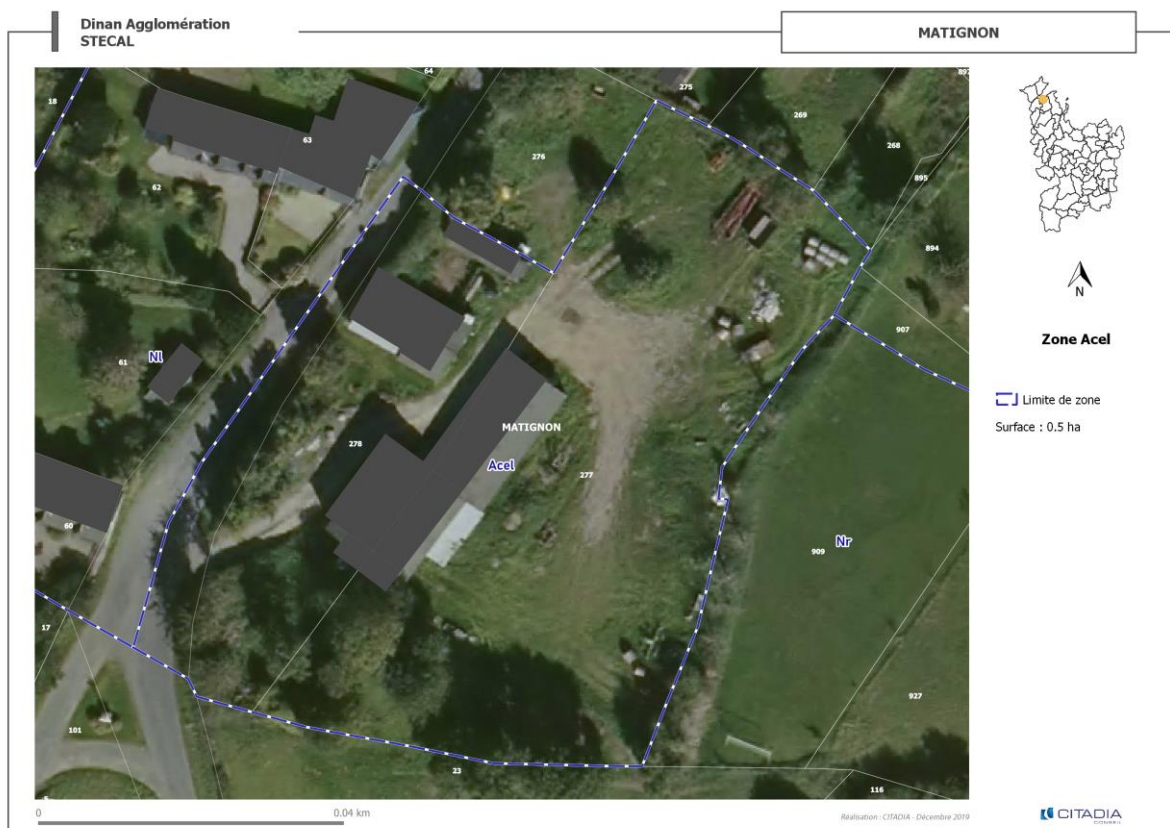 Dinan Agglomération
STECAL
MATIGNON
64
18
275
897
269
63
268
276
895
62
894
907
61
Nl
N
Zone Acel
Limite de zone
Surface : 0.5 ha
MATIGNON
278
Acel
277
60
909
Nr
17
927
101
23
116
0
0.04 km
Réalisation : CITADIA - Décembre 2019
CITADIA
CONSEIL